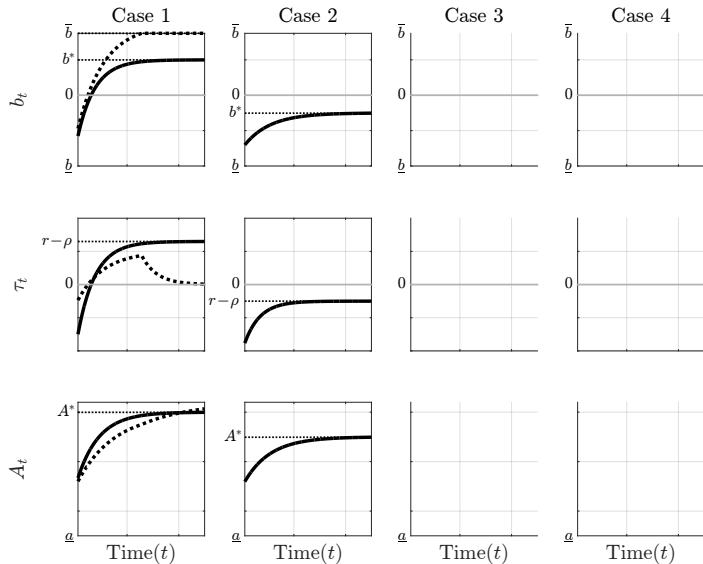 Case 1 Case 2 Case 3 Case 4
b̅ b̅ b̅ b̅
b*
0 0 0 0
b*
b̲ b̲ b̲ b̲
b_t
r−ρ
0 0 0 0
r−ρ
τ_t
A*
A*
a̲ a̲ a̲ a̲
A_t
Time(t) Time(t) Time(t) Time(t)